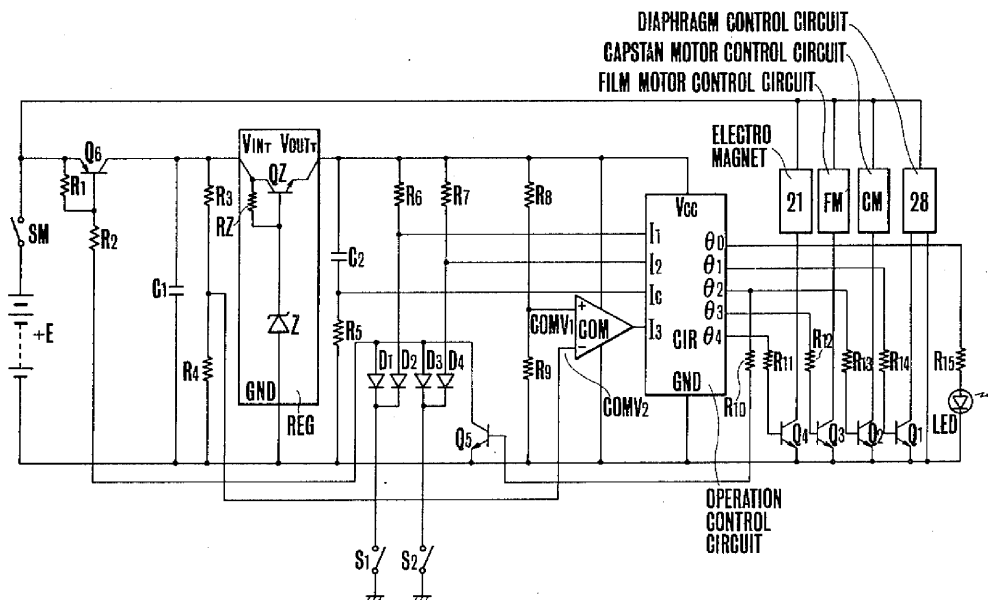 DIAPHRAGM CONTROL CIRCUIT
CAPSTAN MOTOR CONTROL CIRCUIT
FILM MOTOR CONTROL CIRCUIT
ELECTRO
MAGNET
Q6
VINT VOUTT
QZ
R1
R3
RZ
R6
R7
R8
VCC
21
FM
CM
28
SM
R2
I1
θ0
C2
θ1
I2
θ2
C1
IC
θ3
+E
COMV1
+
COM
-
I3
CIR
θ4
R12
Z
R5
D1
D2
D3
D4
R11
R13
R14
R15
R4
R9
GND
GND
COMV2
R10
REG
LED
Q5
Q4
Q3
Q2
Q1
OPERATION
CONTROL
CIRCUIT
S1
S2